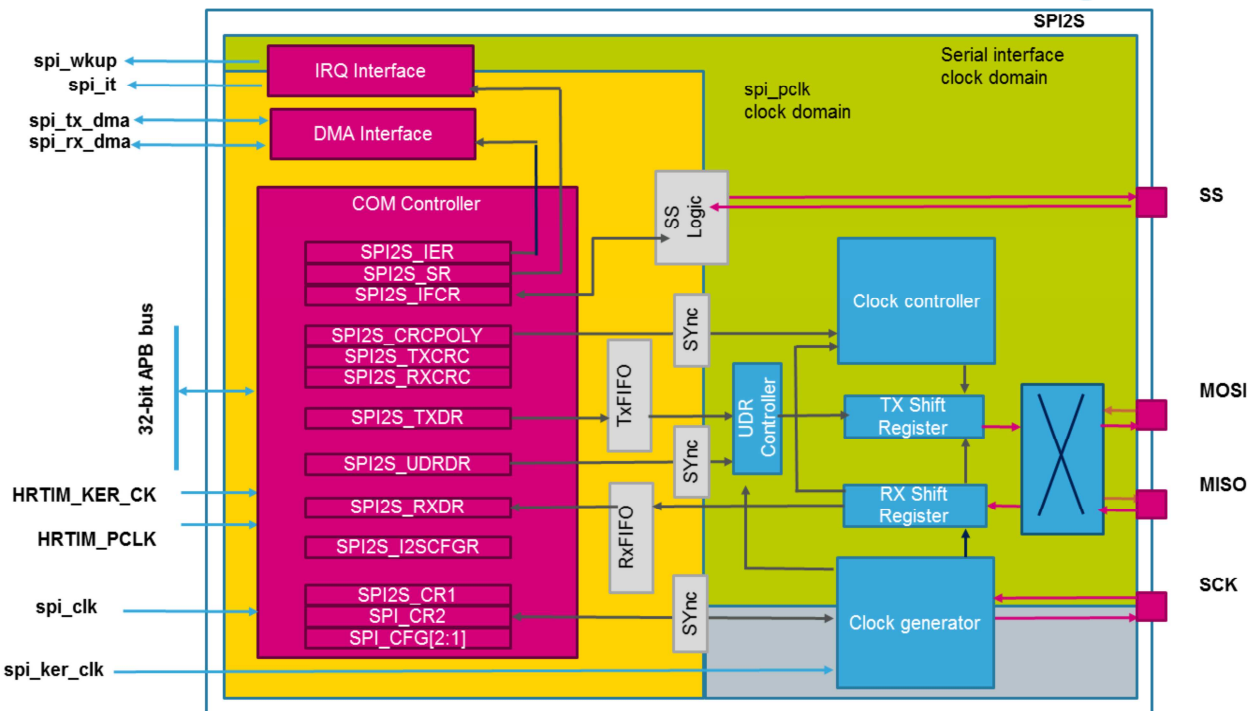 SPI2S
spi_wkup
spi_it
spi_tx_dma
spi_rx_dma
IRQ Interface
DMA Interface
Serial interface
clock domain
spi_pclk
clock domain
COM Controller
SPI2S_IER
SPI2S_SR
SPI2S_IFCR
SPI2S_CRCPOLY
SPI2S_TXCRC
SPI2S_RXCRC
SPI2S_TXDR
SPI2S_UDRDR
SPI2S_RXDR
SPI2S_I2SCFGR
SPI2S_CR1
SPI_CR2
SPI_CFG[2:1]
32-bit APB bus
HRTIM_KER_CK
HRTIM_PCLK
spi_clk
spi_ker_clk
SS
Logic
SYnc
TxFIFO
SYnc
RxFIFO
SYnc
UDR
Controller
Clock controller
TX Shift
Register
RX Shift
Register
Clock generator
SS
MOSI
MISO
SCK